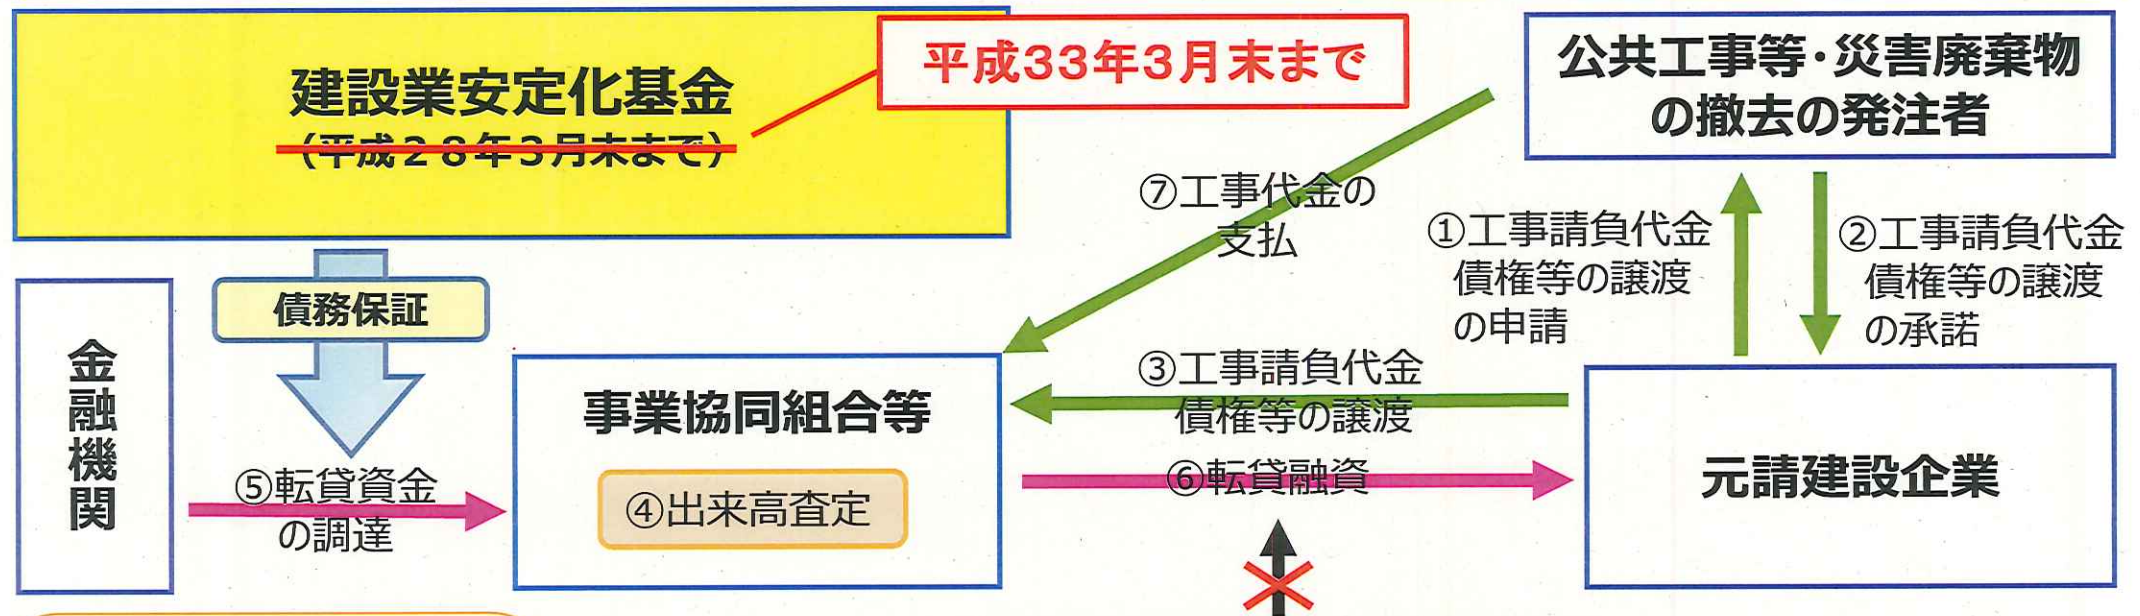 建設業安定化基金
(平成28年3月末まで)
平成33年3月末まで
公共工事等・災害廃棄物
の撤去の発注者
⑦工事代金の
支払
①工事請負代金
債権等の譲渡
の申請
②工事請負代金
債権等の譲渡
の承諾
債務保証
金融機関
⑤転貸資金
の調達
事業協同組合等
④出来高査定
③工事請負代金
債権等の譲渡
⑥転貸融資
元請建設企業